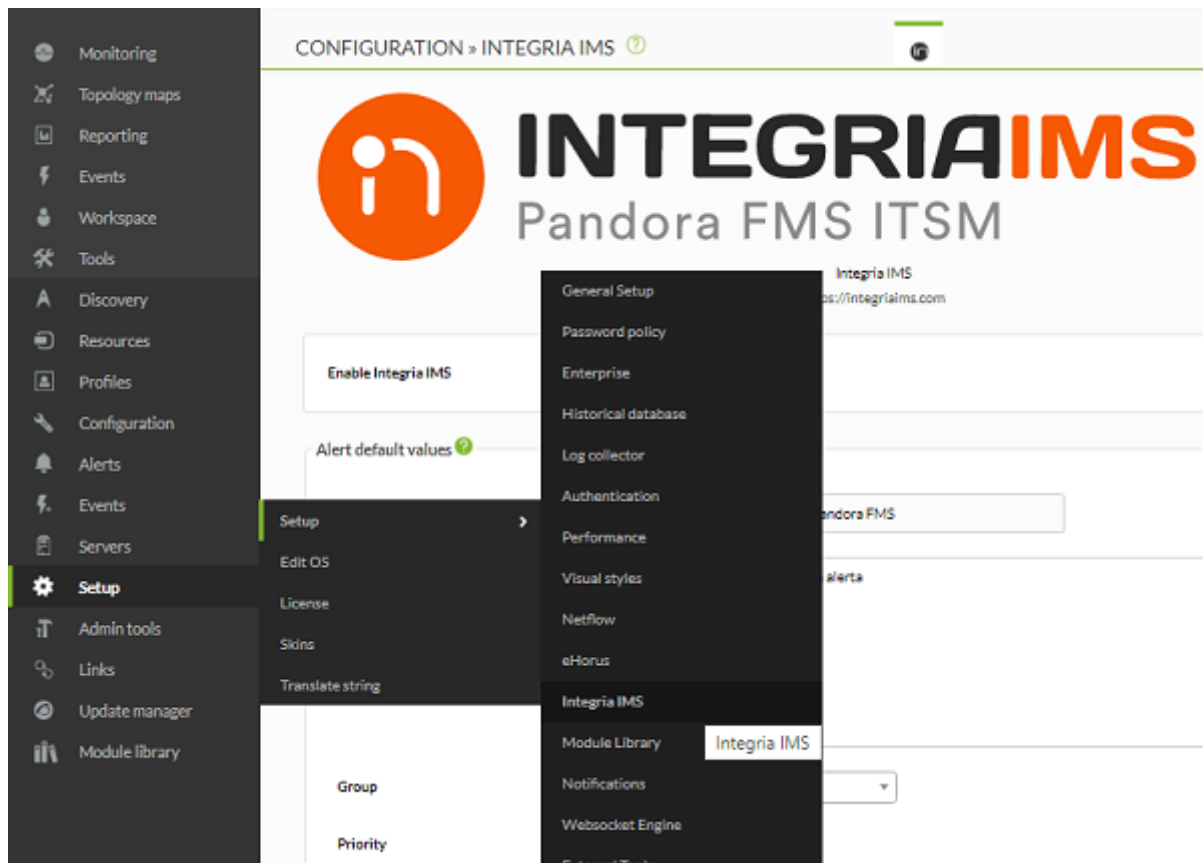 Monitoring
Topology maps
Reporting
Events
Workspace
Tools
Discovery
Resources
Profiles
Configuration
Alerts
Events
Servers
Setup
Admin tools
Links
Update manager
Module library
Setup
Edit OS
License
Skins
Translate string
General Setup
Password policy
Enterprise
Historical database
Log collector
Authentication
Performance
Visual styles
Netflow
eHorus
Integria IMS
Module Library
Notifications
Websocket Engine
Integria IMS
CONFIGURATION » INTEGRIA IMS ?
INTEGRIAIMS
Pandora FMS ITSM
Integria IMS
ps://integriaims.com
Enable Integria IMS
Alert default values ?
andora FMS
alerta
Group
Priority